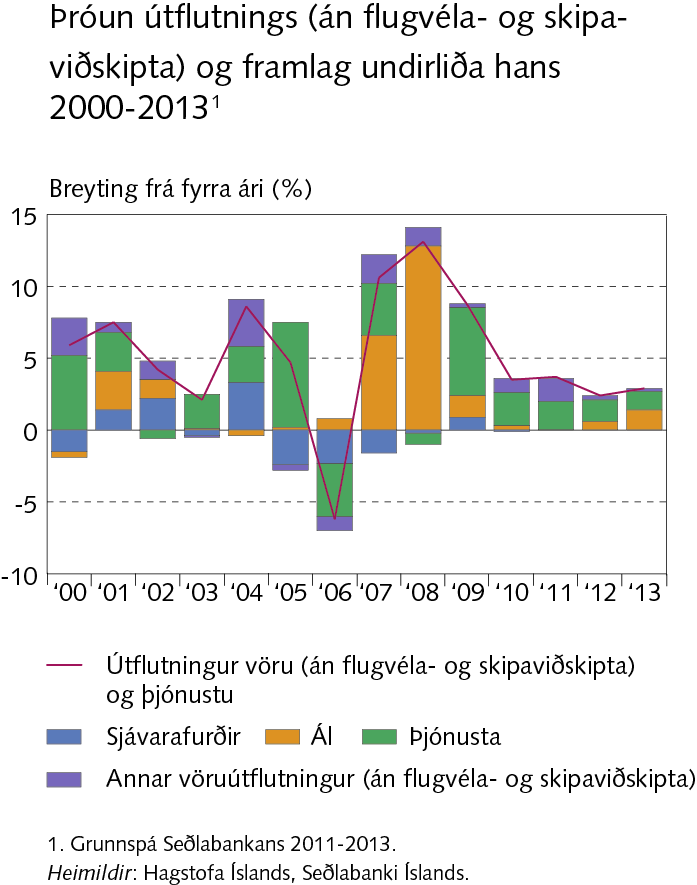 Þróun útflutnings (án flugvéla- og skipa-
viðskipta) og framlag undirliða hans
2000-2013¹
Breyting frá fyrra ári (%)
15
10
5
0
-5
-10
‘00 ‘01 ‘02 ‘03 ‘04 ‘05 ‘06 ‘07 ‘08 ‘09 ‘10 ‘11 ‘12 ‘13
Útflutningur vöru (án flugvéla- og skipaviðskipta)
og þjónustu
Sjávarafurðir Ál Þjónusta
Annar vöruútflutningur (án flugvéla- og skipaviðskipta)
1. Grunnspá Seðlabankans 2011-2013.
Heimildir: Hagstofa Íslands, Seðlabanki Íslands.